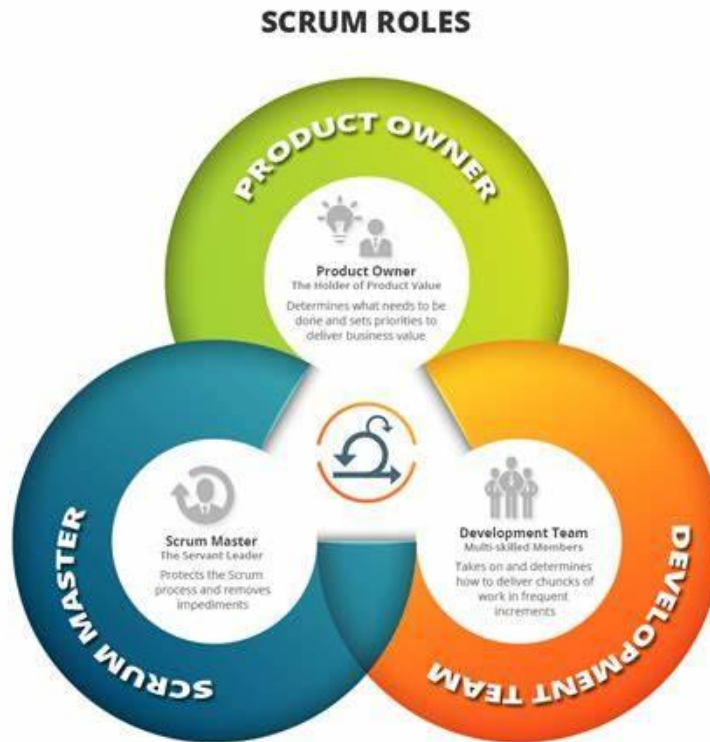 SCRUM ROLES
PRODUCT OWNER
Product Owner
The Holder of Product Value
Determines what needs to be
done and sets priorities to
deliver business value
SCRUM MASTER
Scrum Master
The Servant Leader
Protects the Scrum
process and removes
impediments
DEVELOPMENT TEAM
Development Team
Multi-skilled Members
Takes on and determines
how to deliver chuncks of
work in frequent
increments